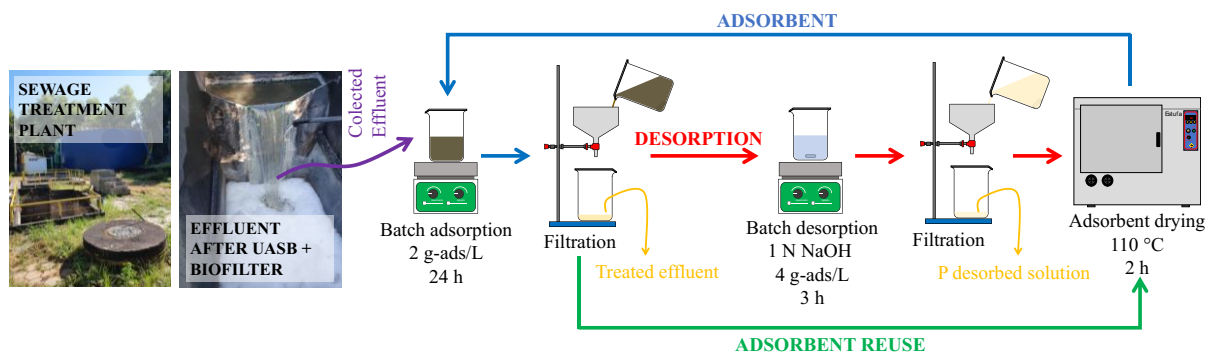 ADSORBENT
SEWAGE
TREATMENT
PLANT
EFFLUENT
AFTER UASB +
BIOFILTER
Colected
Effluent
Batch adsorption
2 g-ads/L
24 h
Filtration
Treated effluent
DESORPTION
Batch desorption
1 N NaOH
4 g-ads/L
3 h
Filtration
P desorbed solution
Estufa
Adsorbent drying
110 °C
2 h
ADSORBENT REUSE